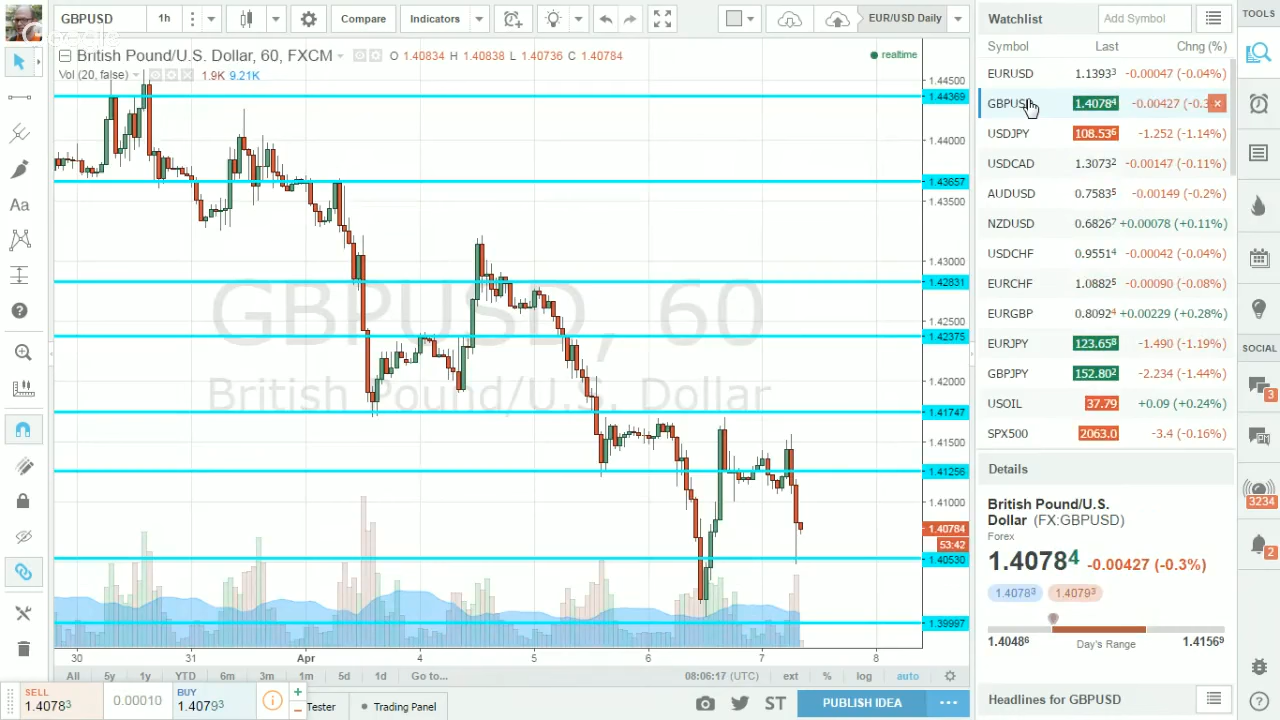 GBPUSD 1h Compare Indicators EUR/USD Daily
Google
British Pound/U.S. Dollar, 60, FXCM O 1.40834 H 1.40838 L 1.40736 C 1.40784
realtime
Vol (20, false) 1.9K 9.21K
GBPUSD, 60
British Pound/U.S. Dollar
1.44500
1.44369
1.44000
1.43657
1.43500
1.43000
1.42831
1.42500
1.42375
1.42000
1.41747
1.41500
1.41256
1.41000
1.40784
53:42
1.40530
1.39997
30 Apr 4 5 6 7 8
All 5y 1y YTD 6m 3m 1m 5d 1d Go to... 08:06:17 (UTC) ext % log auto
SELL
1.40785
0.00010
BUY
1.40793
Tester Trading Panel ST PUBLISH IDEA
Aa
Watchlist Add Symbol
Symbol Last Chng (%)
EURUSD 1.13933 -0.00047 (-0.04%)
GBPUSD 1.40784 -0.00427 (-0.3
USDJPY 108.536 -1.252 (-1.14%)
USDCAD 1.30732 -0.00147 (-0.11%)
AUDUSD 0.75835 -0.00149 (-0.2%)
NZDUSD 0.68267 +0.00078 (+0.11%)
USDCHF 0.95514 -0.00042 (-0.04%)
EURCHF 1.08825 -0.00090 (-0.08%)
EURGBP 0.80924 +0.00229 (+0.28%)
EURJPY 123.658 -1.490 (-1.19%)
GBPJPY 152.802 -2.234 (-1.44%)
USOIL 37.79 +0.09 (+0.24%)
SPX500 2063.0 -3.4 (-0.16%)
Details
British Pound/U.S.
Dollar (FX:GBPUSD)
Forex
1.40784 -0.00427 (-0.3%)
1.40783 1.40793
1.40486 Day's Range 1.41569
Headlines for GBPUSD
TOOLS
SOCIAL
3
3234
2